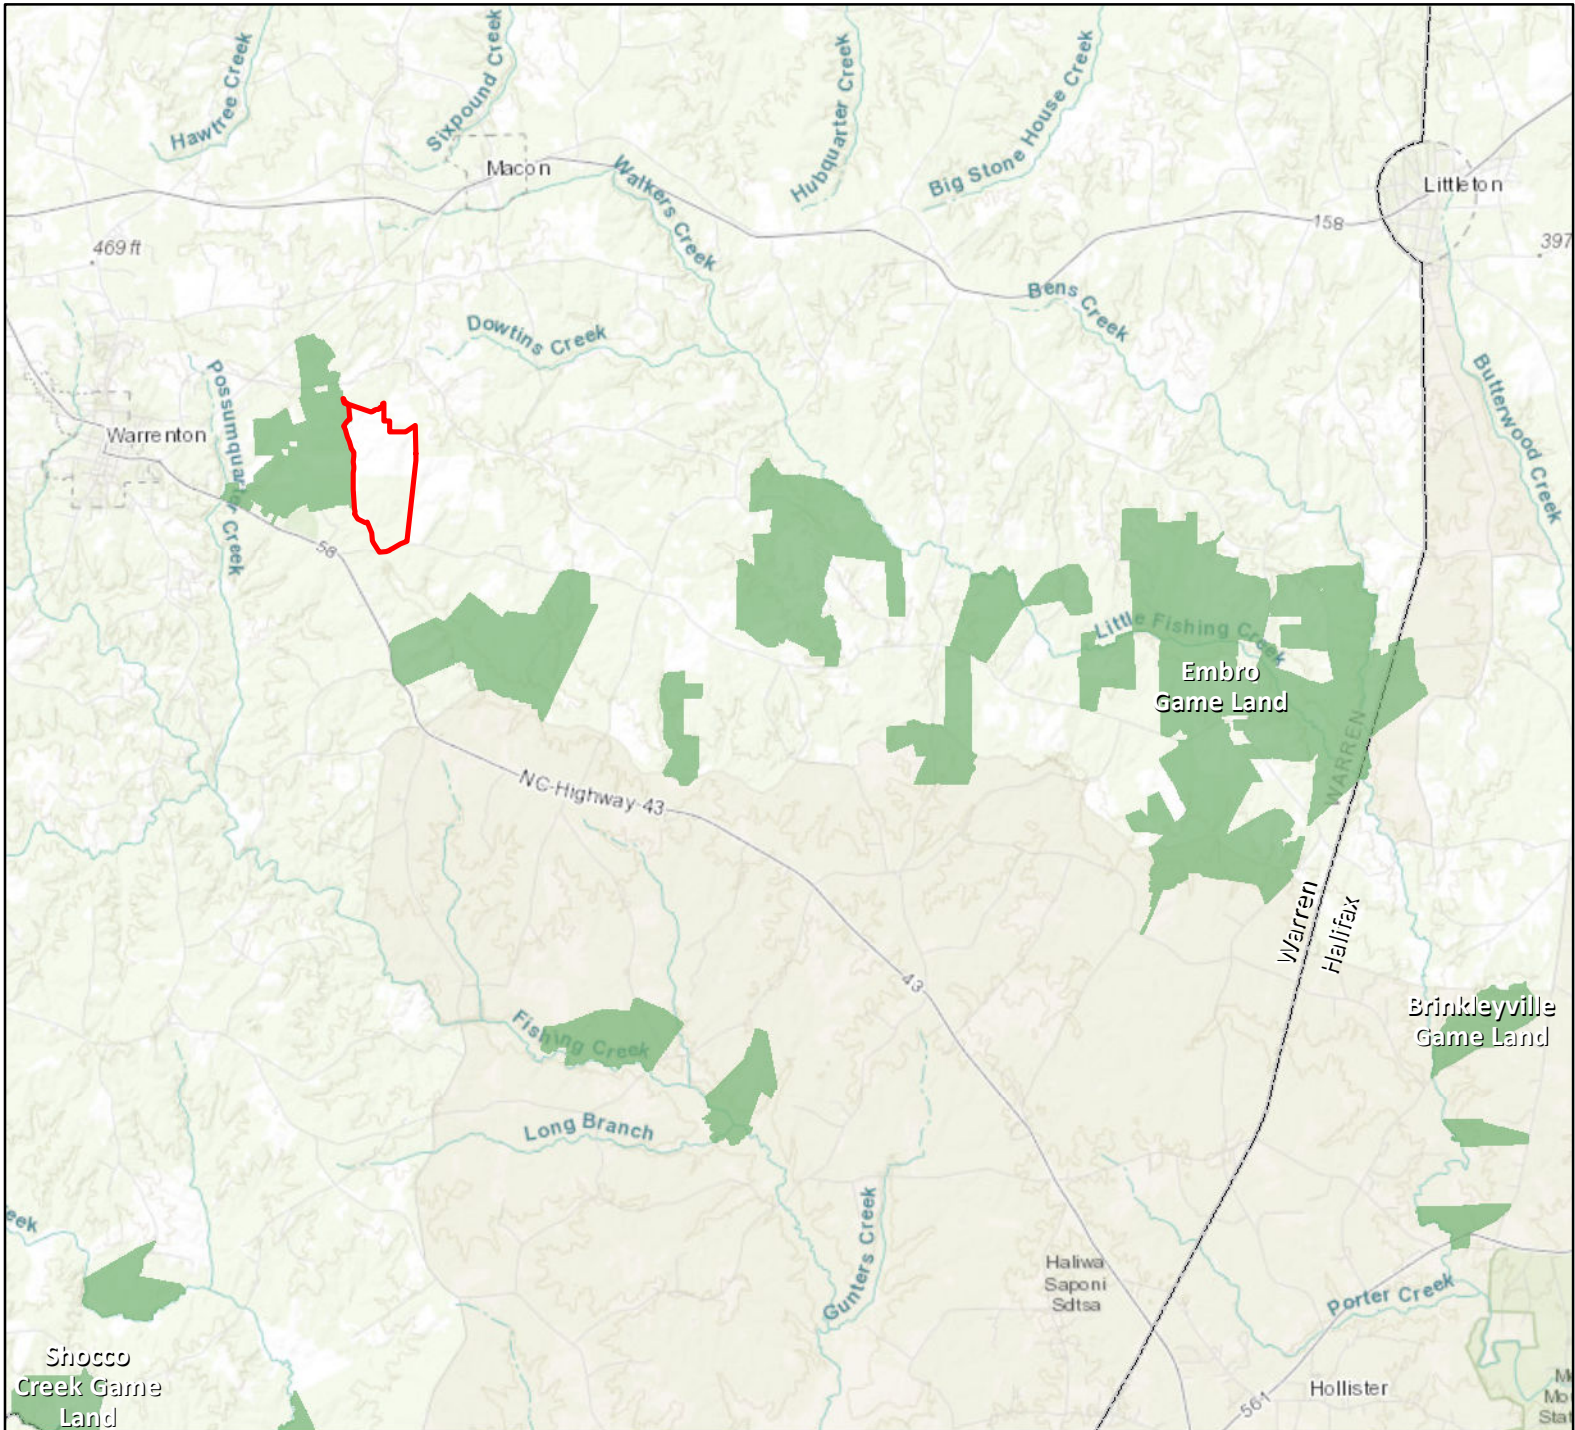 Hawtree Creek
Sixpound Creek
Hubquarter Creek
Big Stone House Creek
Macon
Walkers Creek
Littleton
158
469 ft
397
Bens Creek
Dowtins Creek
Possumquarter Creek
Butterwood Creek
Warrenton
58
Little Fishing Creek
Embro
Game Land
WARREN
NC-Highway-43
Warren
Halifax
43
Brinkleyville
Game Land
Fishing Creek
Long Branch
Gunters Creek
eek
Haliwa
Saponi
Sdtsa
Porter Creek
Shocco
Creek Game
Land
Hollister
561
M
Mo
Stat